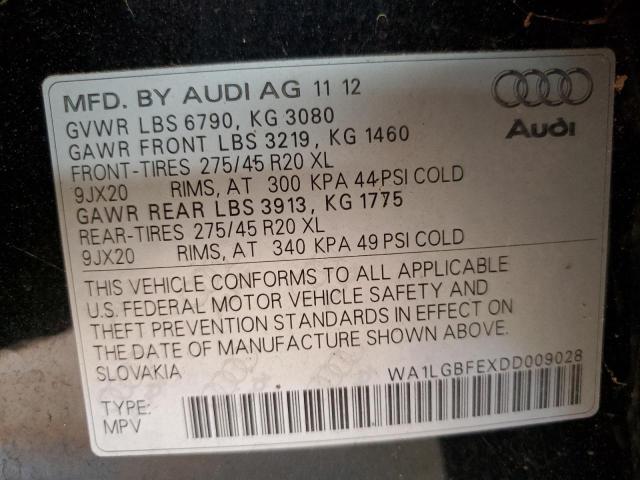 MFD. BY AUDI AG 11 12
Audi
GVWR LBS 6790, KG 3080
GAWR FRONT LBS 3219, KG 1460
FRONT-TIRES 275/45 R20 XL
9JX20 RIMS, AT 300 KPA 44PSI COLD
GAWR REAR LBS 3913, KG 1775
REAR-TIRES 275/45 R20 XL
9JX20 RIMS, AT 340 KPA 49 PSI COLD
THIS VEHICLE CONFORMS TO ALL APPLICABLE
U.S. FEDERAL MOTOR VEHICLE SAFETY AND
THEFT PREVENTION STANDARDS IN EFFECT ON
THE DATE OF MANUFACTURE SHOWN ABOVE.
SLOVAKIA
WA1LGBFEXDD009028
TYPE:
MPV